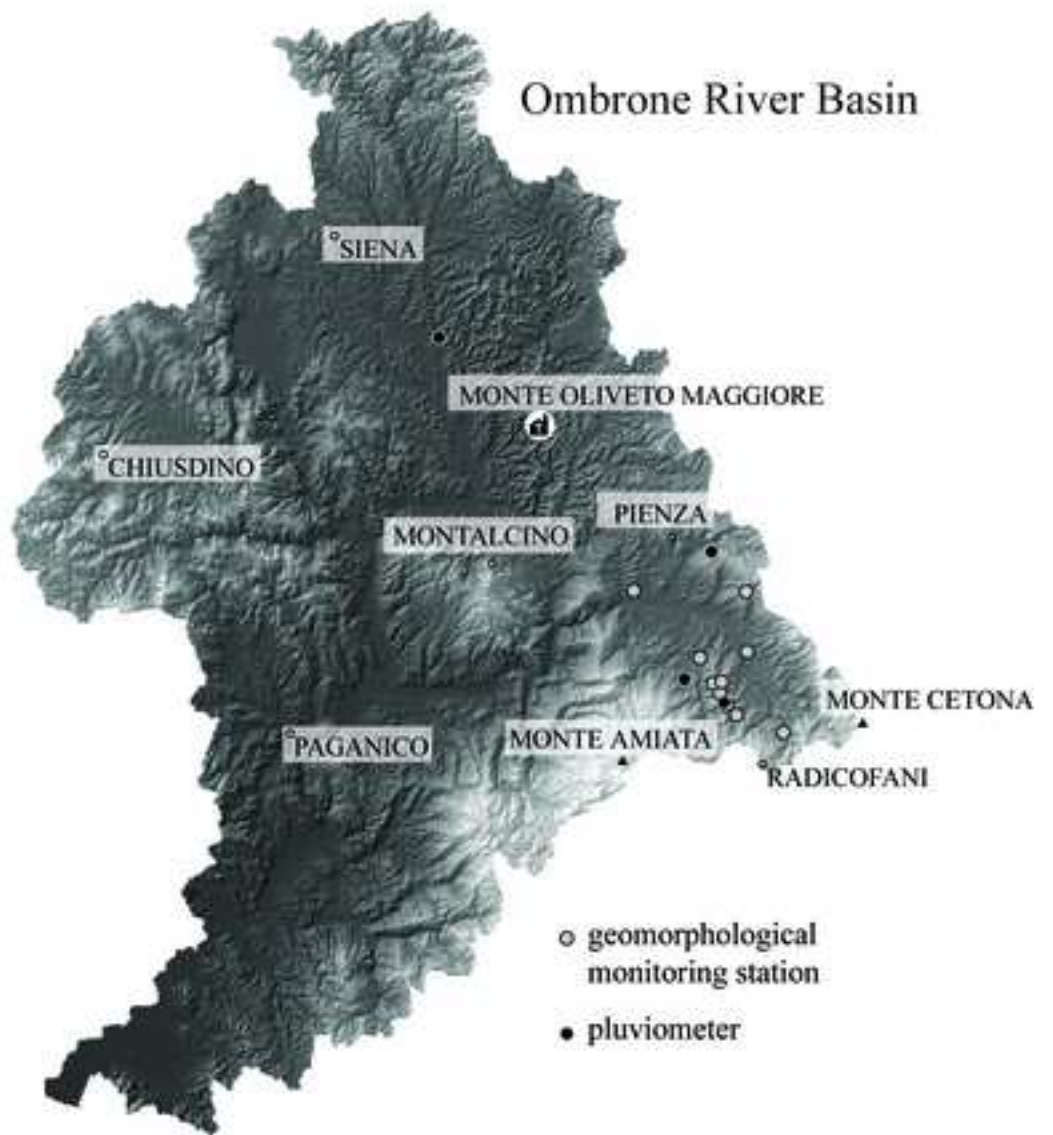 Ombrone River Basin
SIENA
MONTE OLIVETO MAGGIORE
CHIUSDINO
PIENZA
MONTALCINO
MONTE CETONA
PAGANICO
MONTE AMIATA
RADICOFANI
geomorphological
monitoring station
pluviometer